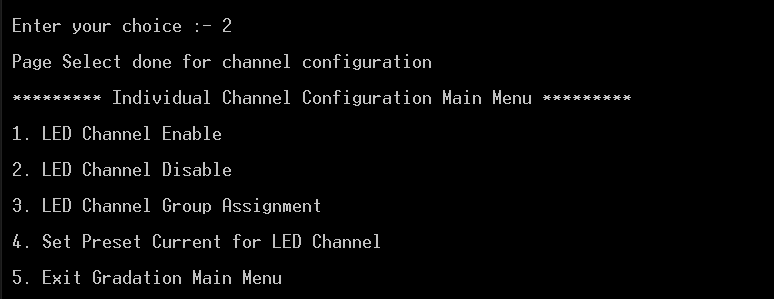 Enter your choice :- 2
Page Select done for channel configuration
********* Individual Channel Configuration Main Menu *********
1. LED Channel Enable
2. LED Channel Disable
3. LED Channel Group Assignment
4. Set Preset Current for LED Channel
5. Exit Gradation Main Menu